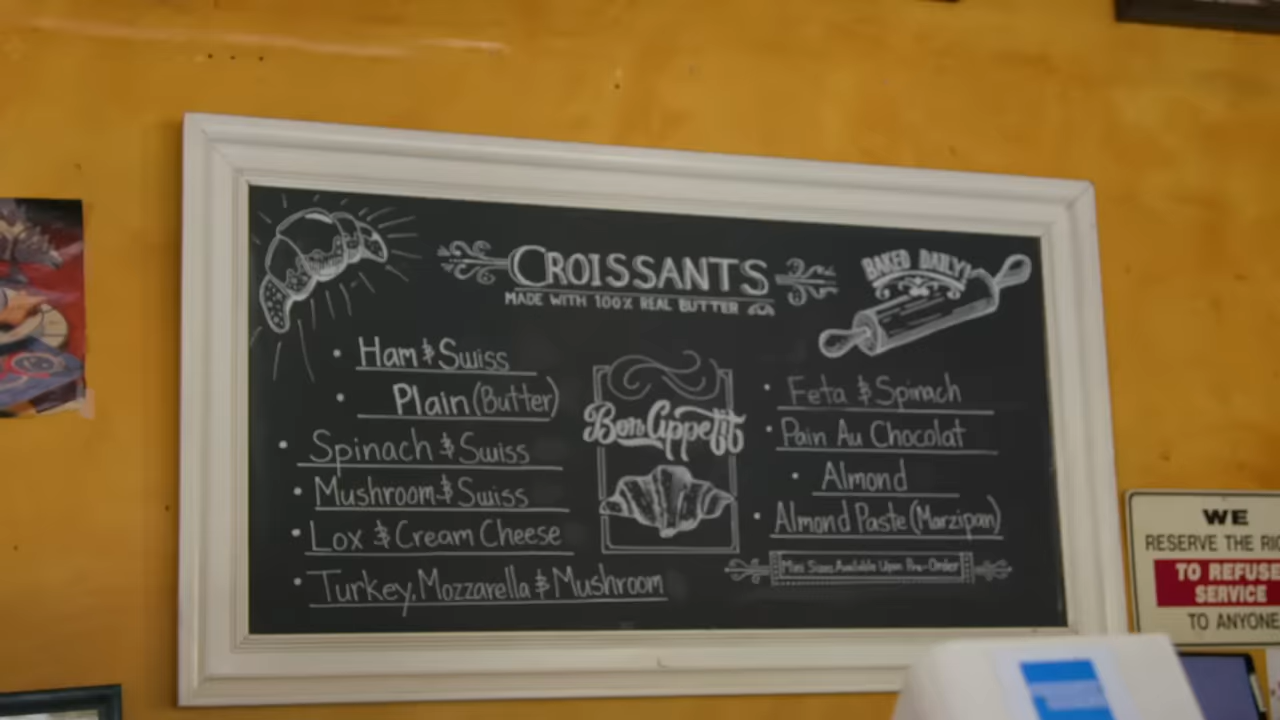 CROISSANTS
MADE WITH 100% REAL BUTTER
BAKED DAILY!
• Ham & Swiss
• Plain (Butter)
• Spinach & Swiss
• Mushroom & Swiss
• Lox & Cream Cheese
• Turkey, Mozzarella & Mushroom
Bon Appetit
• Feta & Spinach
• Pain Au Chocolat
• Almond
• Almond Paste (Marzipan)
Mini Sizes Available Upon Pre-Order
WE
RESERVE THE RIG
TO REFUSE
SERVICE
TO ANYONE